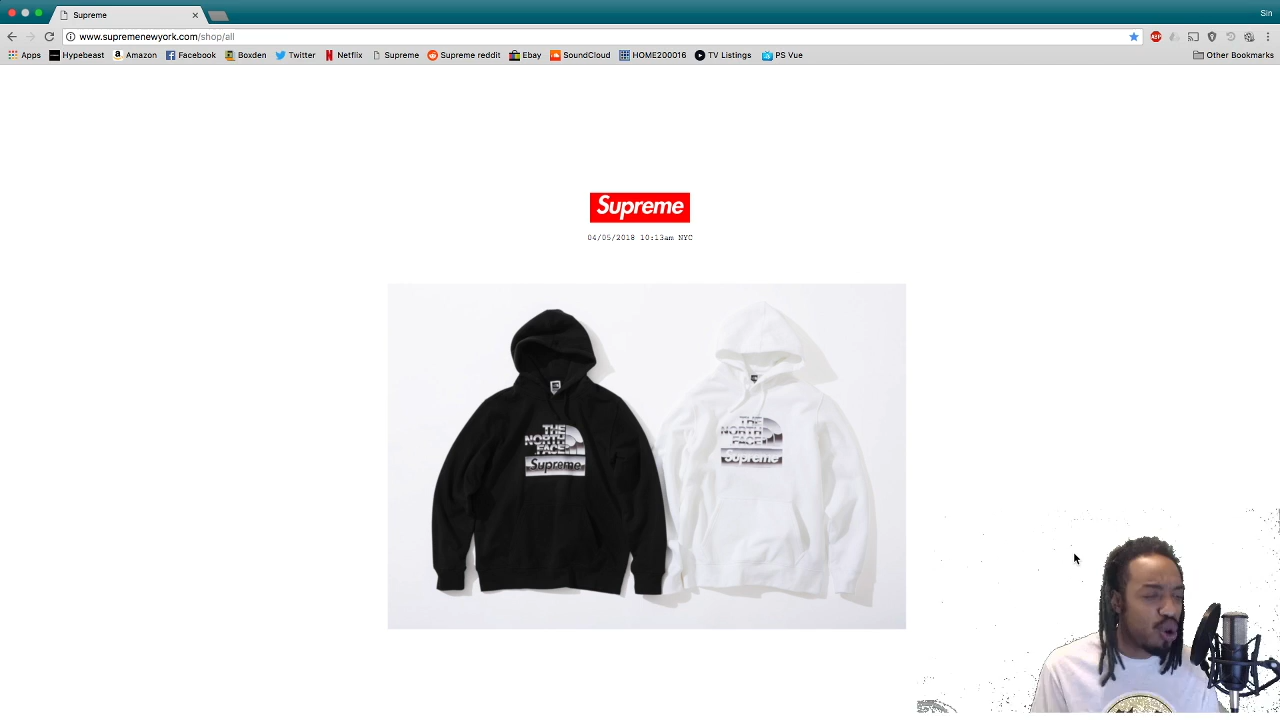 Supreme
Sin
www.supremenewyork.com/shop/all
ABP
Apps Hypebeast Amazon Facebook Boxden Twitter Netflix Supreme Supreme reddit Ebay SoundCloud HOME200016 TV Listings PS Vue Other Bookmarks
Supreme
04/05/2018 10:13am NYC
THE
NORTH
FACE
Supreme
THE
NORTH
FACE
Supreme